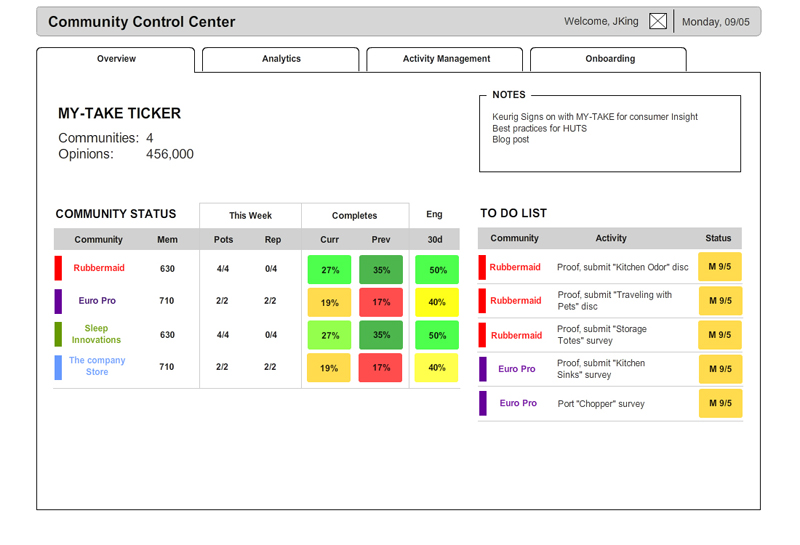 Community Control Center
Welcome, JKing
Monday, 09/05
Overview
Analytics
Activity Management
Onboarding
MY-TAKE TICKER
Communities: 4
Opinions: 456,000
NOTES
Keurig Signs on with MY-TAKE for consumer Insight
Best practices for HUTS
Blog post
COMMUNITY STATUS
This Week
Completes
Eng
Community Mem Pots Rep Curr Prev 30d
Rubbermaid 630 4/4 0/4 27% 35% 50%
Euro Pro 710 2/2 2/2 19% 17% 40%
Sleep
Innovations 630 4/4 0/4 27% 35% 50%
The company
Store 710 2/2 2/2 19% 17% 40%
TO DO LIST
Community Activity Status
Rubbermaid Proof, submit "Kitchen Odor" disc M 9/5
Rubbermaid Proof, submit "Traveling with
Pets" disc M 9/5
Rubbermaid Proof, submit "Storage
Totes" survey M 9/5
Euro Pro Proof, submit "Kitchen
Sinks" survey M 9/5
Euro Pro Port "Chopper" survey M 9/5